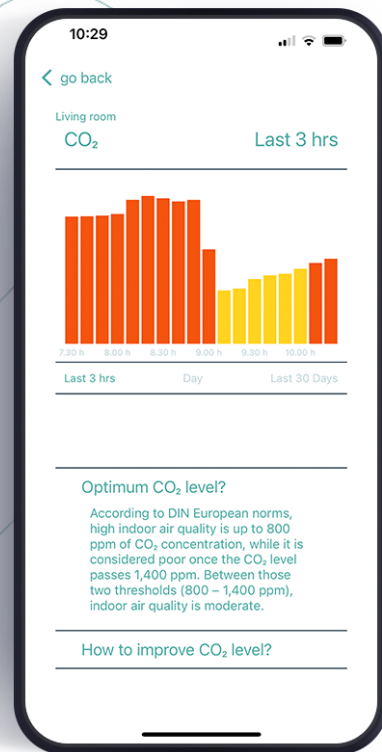 10:29
go back
Living room
CO₂ Last 3 hrs
7.30 h 8.00 h 8.30 h 9.00 h 9.30 h 10.00 h
Last 3 hrs Day Last 30 Days
Optimum CO₂ level?
According to DIN European norms,
high indoor air quality is up to 800
ppm of CO₂ concentration, while it is
considered poor once the CO₂ level
passes 1,400 ppm. Between those
two thresholds (800 – 1,400 ppm),
indoor air quality is moderate.
How to improve CO₂ level?